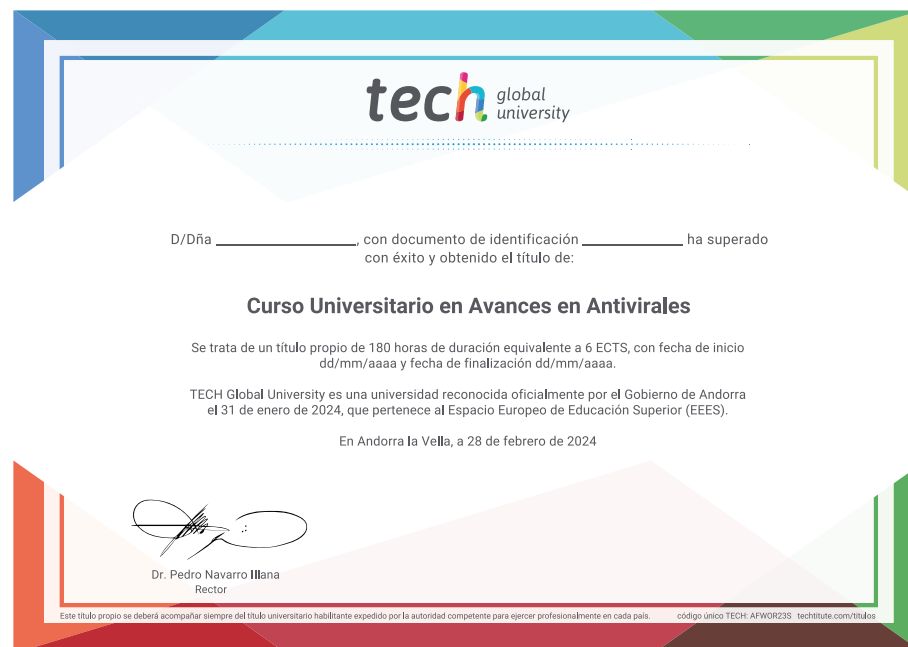 tech global university
D/Dña ______________, con documento de identificación __________ ha superado
con éxito y obtenido el título de:
Curso Universitario en Avances en Antivirales
Se trata de un título propio de 180 horas de duración equivalente a 6 ECTS, con fecha de inicio
dd/mm/aaaa y fecha de finalización dd/mm/aaaa.
TECH Global University es una universidad reconocida oficialmente por el Gobierno de Andorra
el 31 de enero de 2024, que pertenece al Espacio Europeo de Educación Superior (EEES).
En Andorra la Vella, a 28 de febrero de 2024
Dr. Pedro Navarro Illana
Rector
Este título propio se deberá acompañar siempre del título universitario habilitante expedido por la autoridad competente para ejercer profesionalmente en cada país. código único TECH: AFWOR23S techtitute.com/titulos